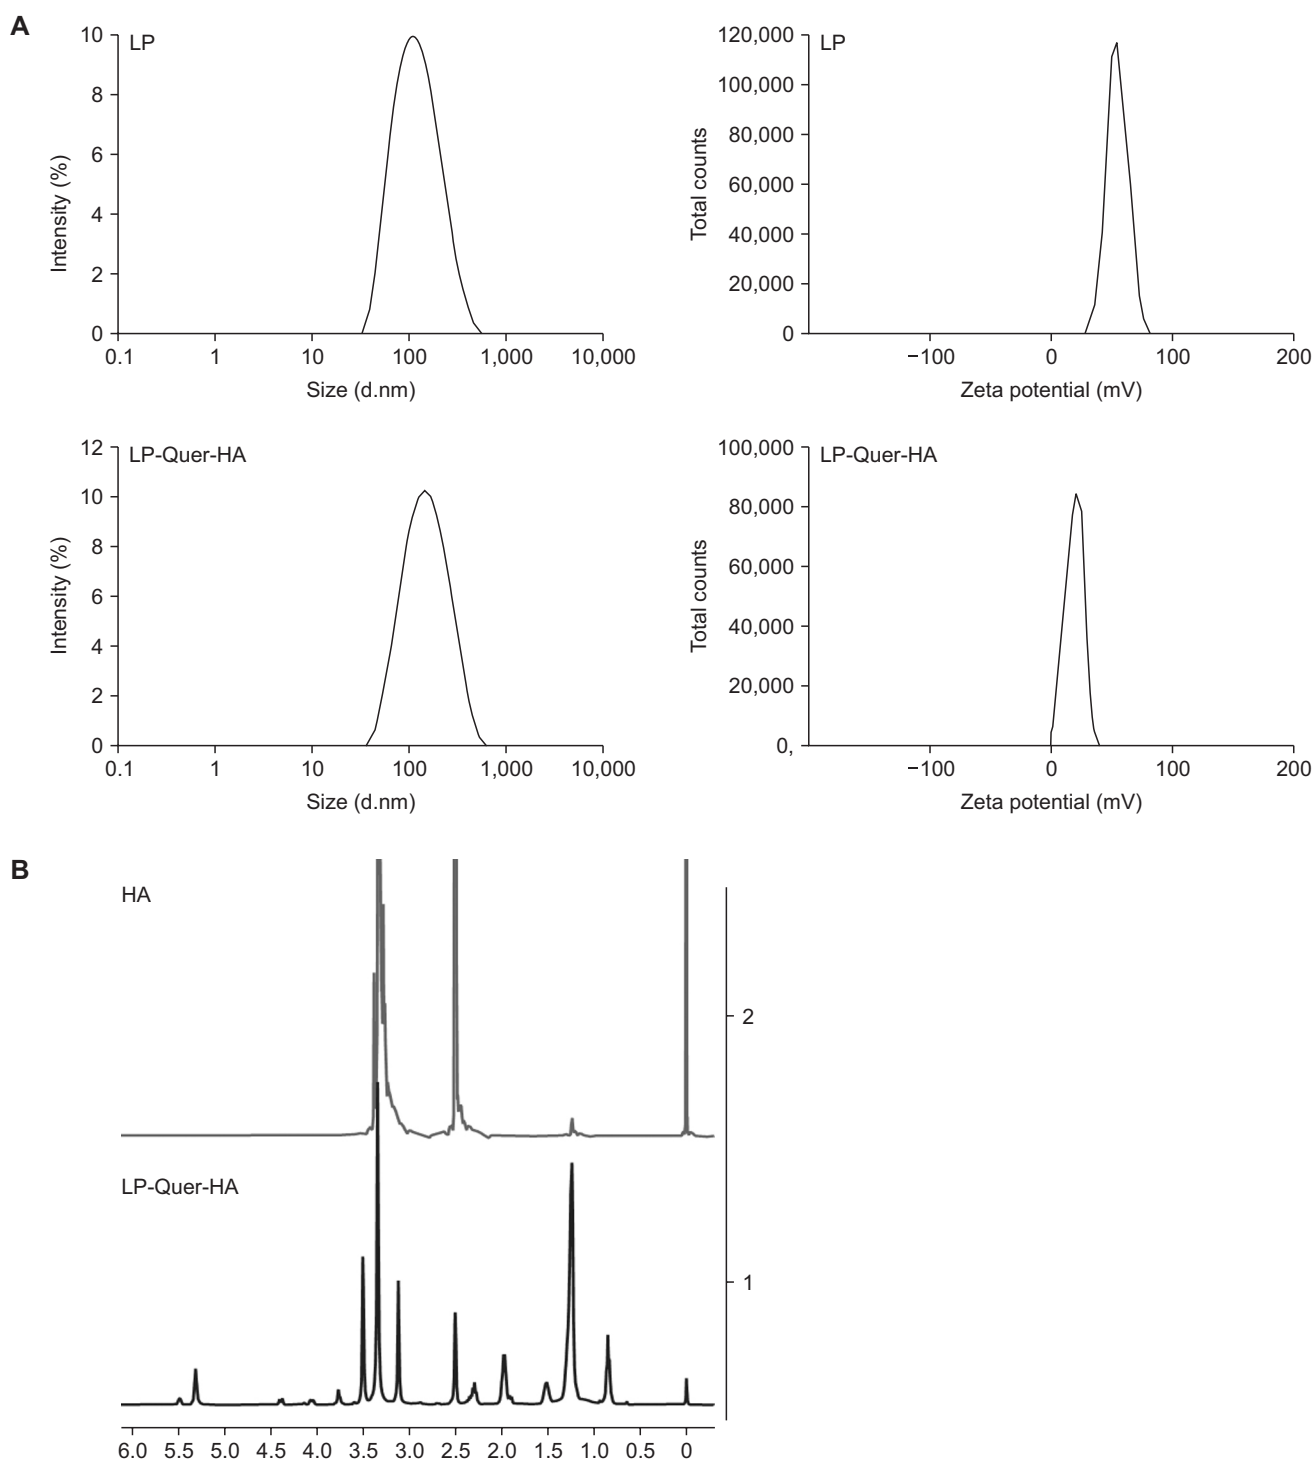 A
LP
10
8
6
4
2
0
Intensity (%)
0.1 1 10 100 1,000 10,000
Size (d.nm)
LP
120,000
100,000
80,000
60,000
40,000
20,000
0
Total counts
−100 0 100 200
Zeta potential (mV)
LP-Quer-HA
12
10
8
6
4
2
0
Intensity (%)
0.1 1 10 100 1,000 10,000
Size (d.nm)
LP-Quer-HA
100,000
80,000
60,000
40,000
20,000
0,
Total counts
−100 0 100 200
Zeta potential (mV)
B
HA
2
LP-Quer-HA
1
6.0 5.5 5.0 4.5 4.0 3.5 3.0 2.5 2.0 1.5 1.0 0.5 0